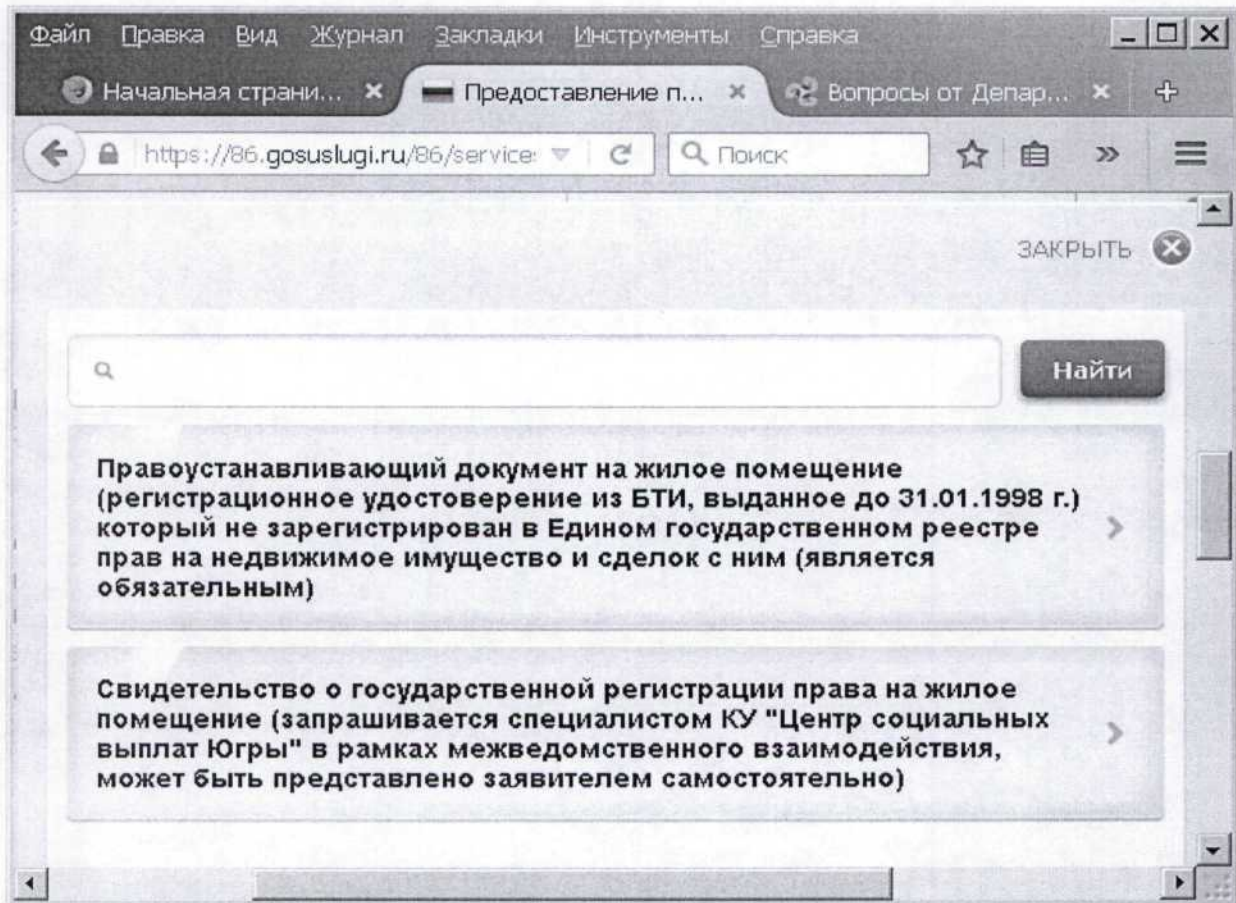 Файл Правка Вид Журнал Закладки Инструменты Справка
Начальная страни... Предоставление п... Вопросы от Депар...
https://86.gosuslugi.ru/86/service: Поиск
ЗАКРЫТЬ
Найти
Правоустанавливающий документ на жилое помещение
(регистрационное удостоверение из БТИ, выданное до 31.01.1998 г.)
который не зарегистрирован в Едином государственном реестре
прав на недвижимое имущество и сделок с ним (является
обязательным)
Свидетельство о государственной регистрации права на жилое
помещение (запрашивается специалистом КУ "Центр социальных
выплат Югры" в рамках межведомственного взаимодействия,
может быть представлено заявителем самостоятельно)